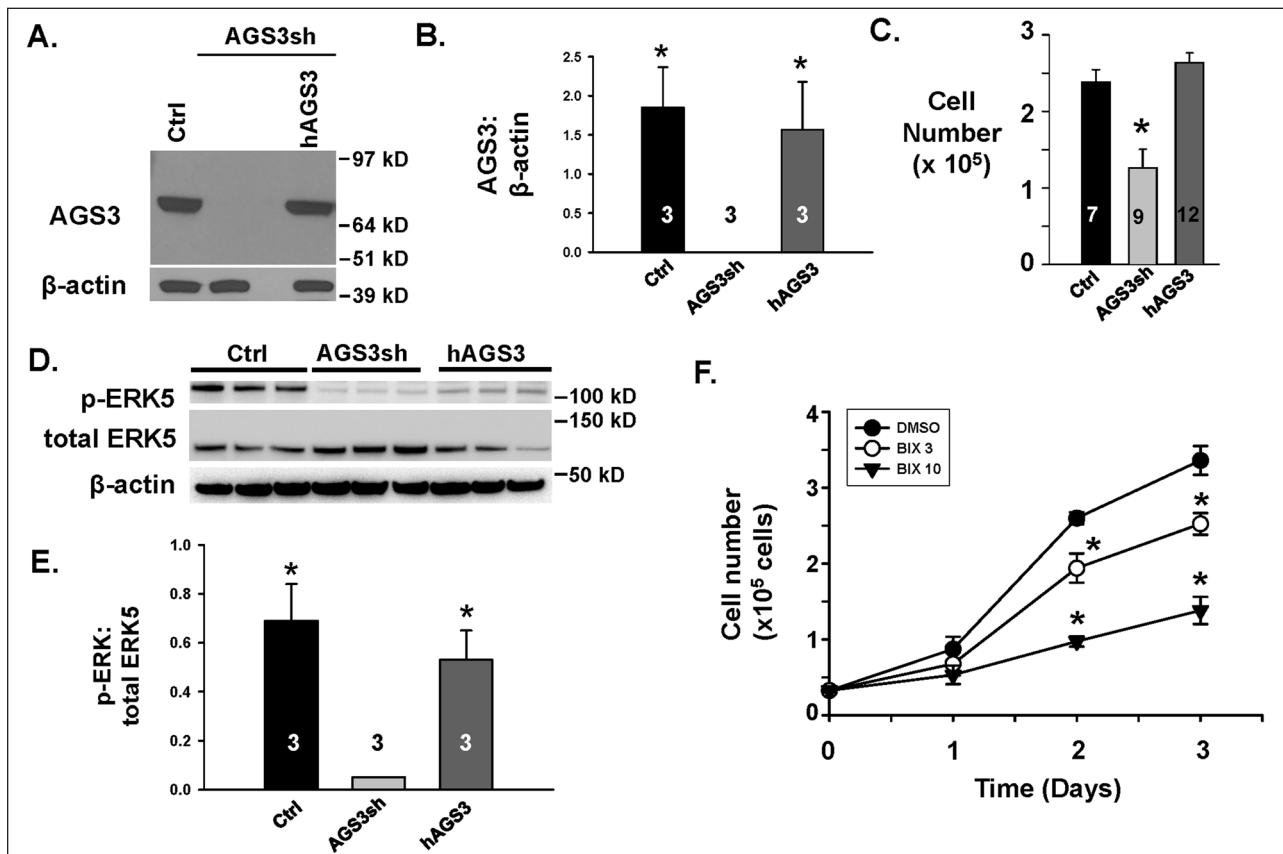 A.
AGS3sh
Ctrl
hAGS3
–97 kD
AGS3
–64 kD
–51 kD
β-actin
–39 kD
B.
AGS3:
β-actin
2.5
2.0
1.5
1.0
0.5
0.0
*
*
3
3
3
Ctrl
AGS3sh
hAGS3
C.
Cell
Number
(x 10⁵)
3
2
1
0
*
7
9
12
Ctrl
AGS3sh
hAGS3
D.
Ctrl
AGS3sh
hAGS3
p-ERK5
–100 kD
–150 kD
total ERK5
β-actin
–50 kD
E.
p-ERK:
total ERK5
1.0
0.8
0.6
0.4
0.2
0.0
*
*
3
3
3
Ctrl
AGS3sh
hAGS3
F.
Cell number
(x10⁵ cells)
4
3
2
1
0
DMSO
BIX 3
BIX 10
*
*
*
*
0
1
2
3
Time (Days)